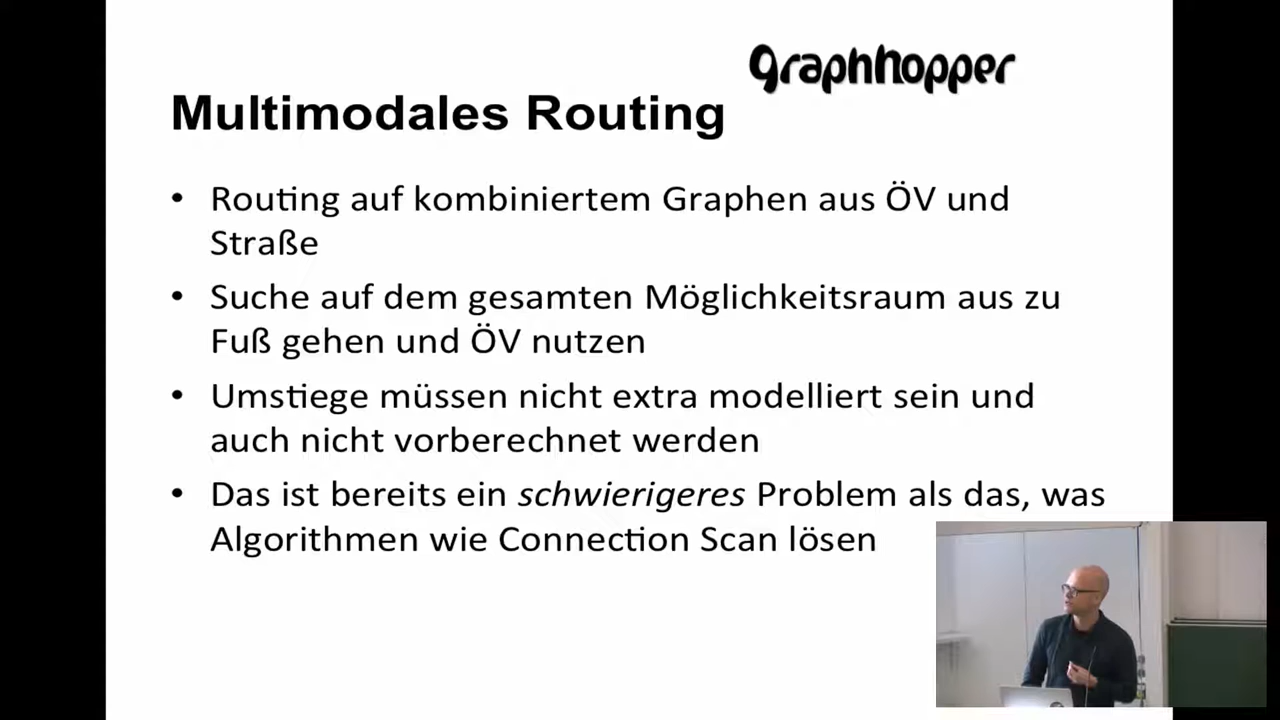 graphhopper
Multimodales Routing
• Routing auf kombiniertem Graphen aus ÖV und
Straße
• Suche auf dem gesamten Möglichkeitsraum aus zu
Fuß gehen und ÖV nutzen
• Umstiege müssen nicht extra modelliert sein und
auch nicht vorberechnet werden
• Das ist bereits ein schwierigeres Problem als das, was
Algorithmen wie Connection Scan lösen